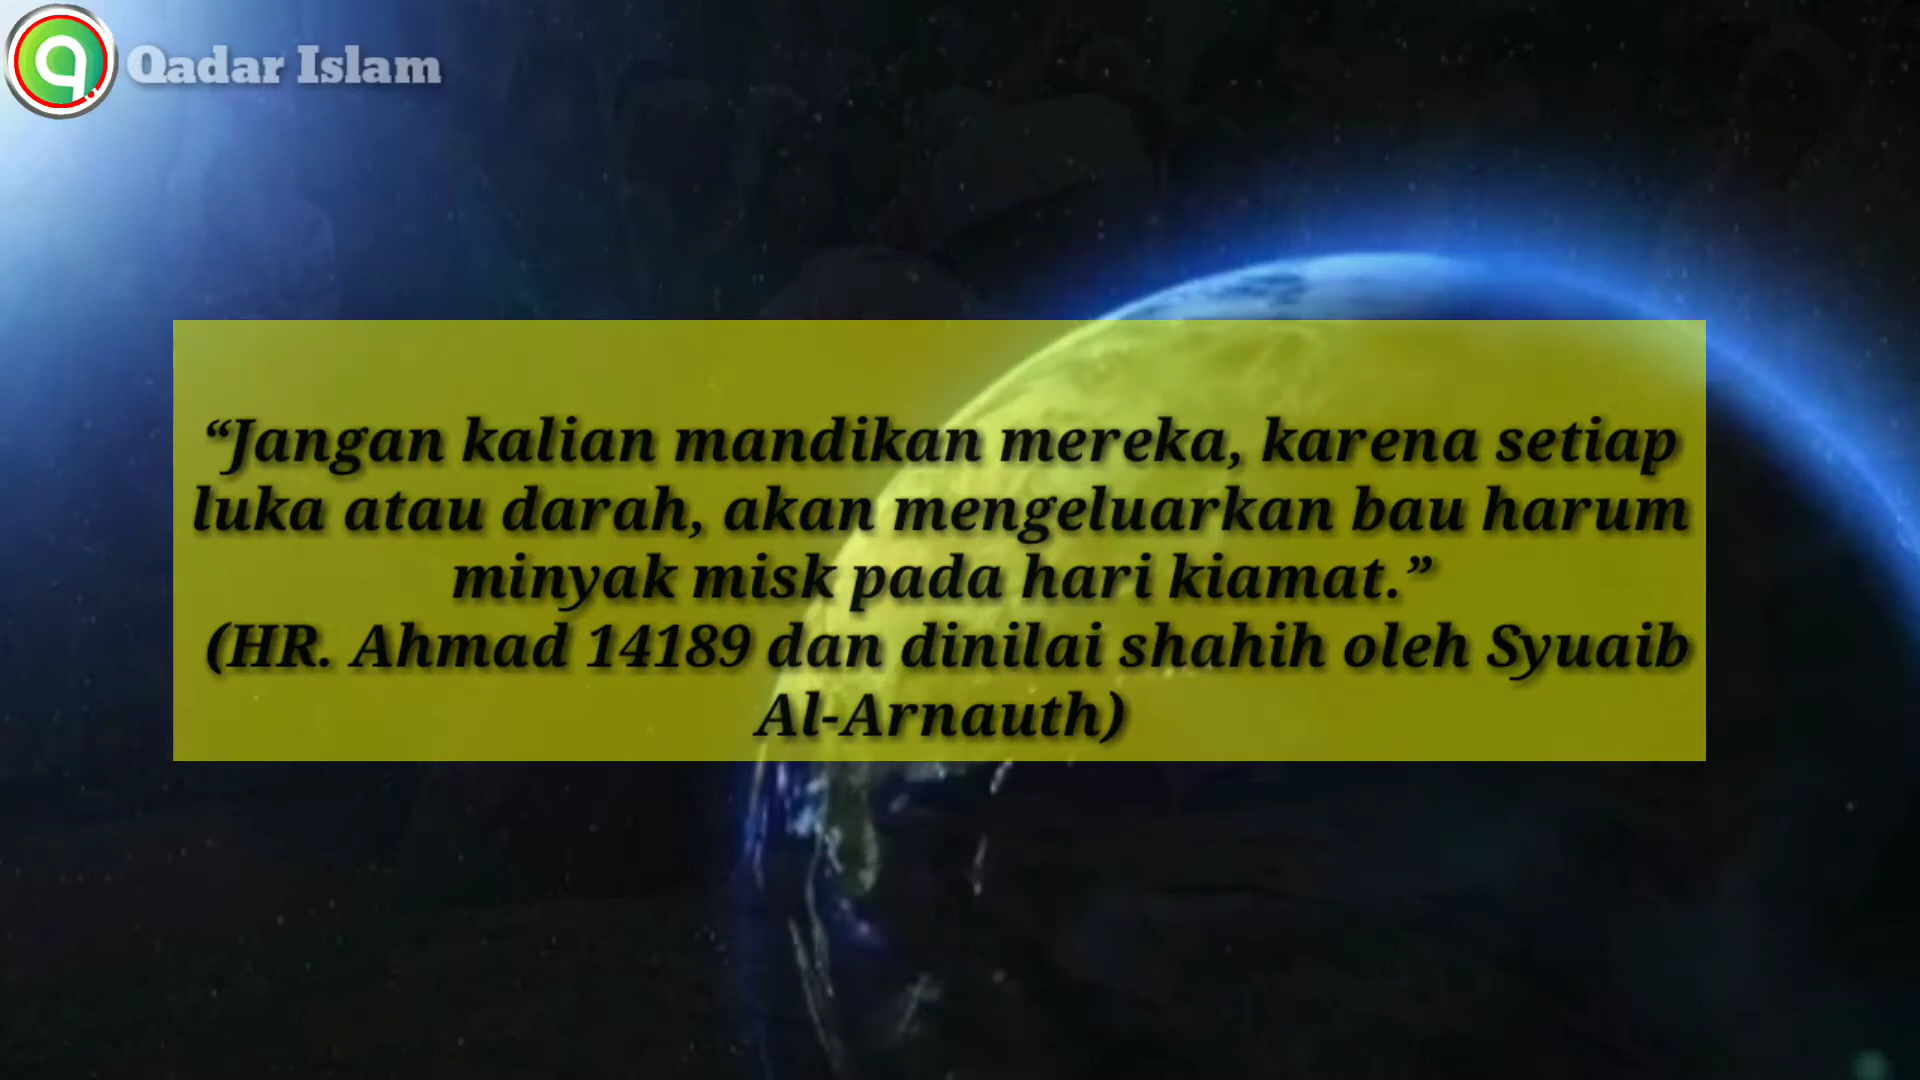 Qadar Islam
“Jangan kalian mandikan mereka, karena setiap
luka atau darah, akan mengeluarkan bau harum
minyak misk pada hari kiamat.”
(HR. Ahmad 14189 dan dinilai shahih oleh Syuaib
Al-Arnauth)